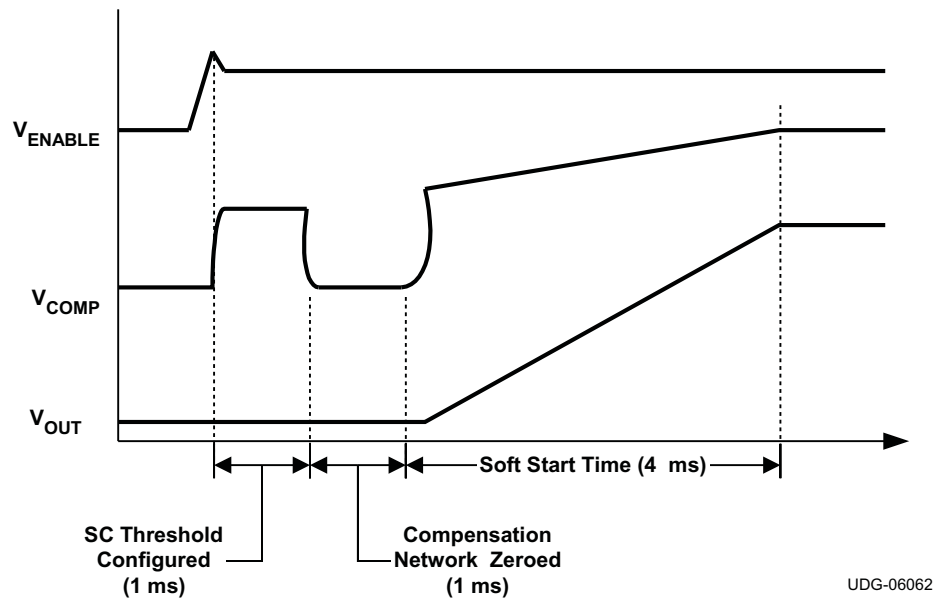 VENABLE
VCOMP
VOUT
Soft Start Time (4 ms)
SC Threshold
Configured
(1 ms)
Compensation
Network Zeroed
(1 ms)
UDG-06062